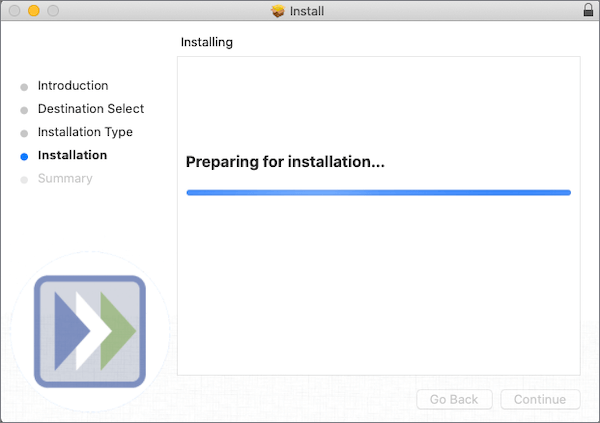 Install
Installing
Introduction
Destination Select
Installation Type
Installation
Summary
Preparing for installation...
Go Back
Continue